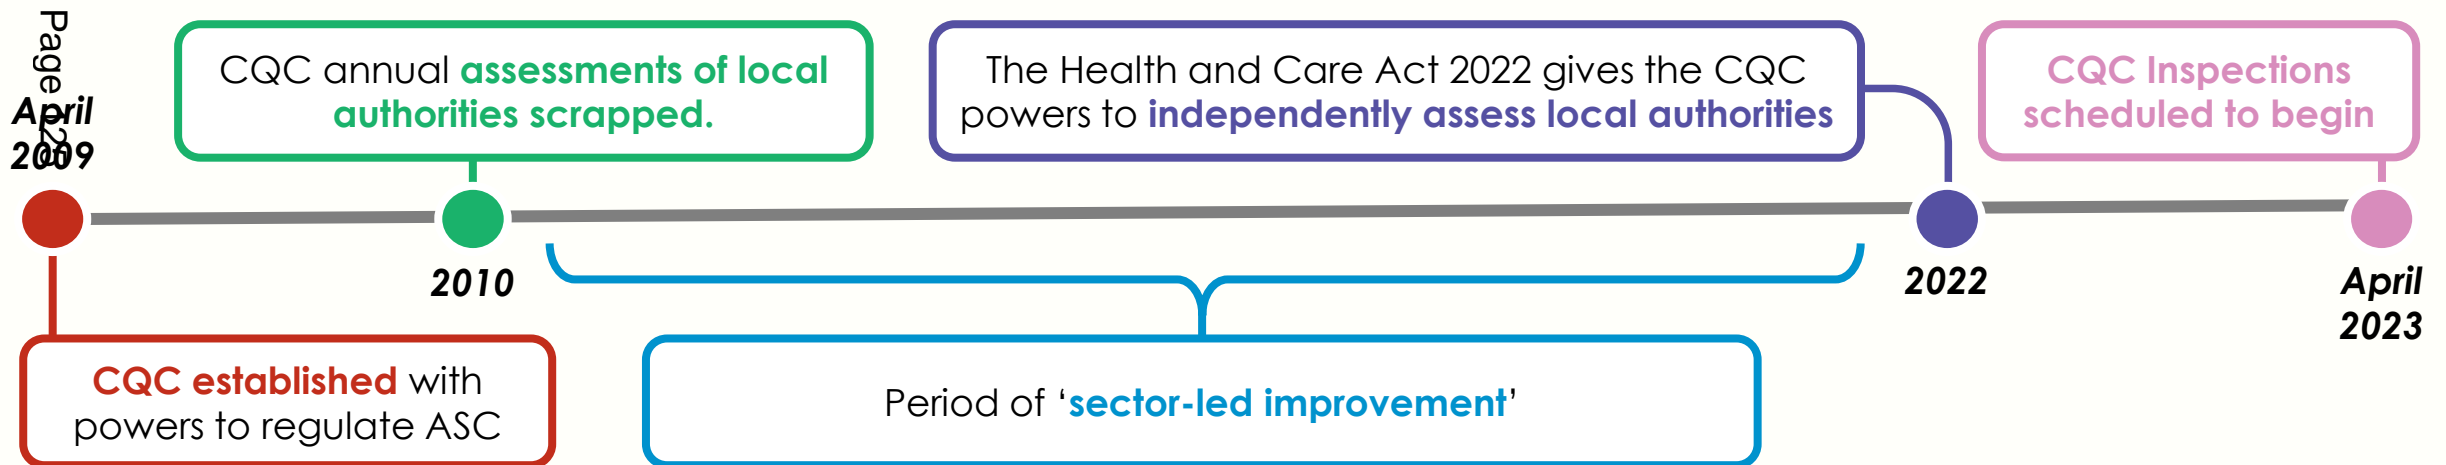 Page 125
April
2009
CQC annual assessments of local
authorities scrapped.
The Health and Care Act 2022 gives the CQC
powers to independently assess local authorities
CQC Inspections
scheduled to begin
2010
2022
April
2023
CQC established with
powers to regulate ASC
Period of ‘sector-led improvement’